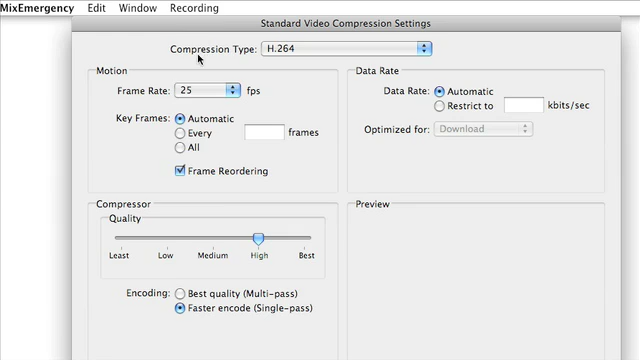 MixEmergency Edit Window Recording
Standard Video Compression Settings
Compression Type: H.264
Motion
Frame Rate: 25 fps
Key Frames: Automatic
Every frames
All
Frame Reordering
Data Rate
Data Rate: Automatic
Restrict to kbits/sec
Optimized for: Download
Compressor
Quality
Least Low Medium High Best
Encoding: Best quality (Multi-pass)
Faster encode (Single-pass)
Preview